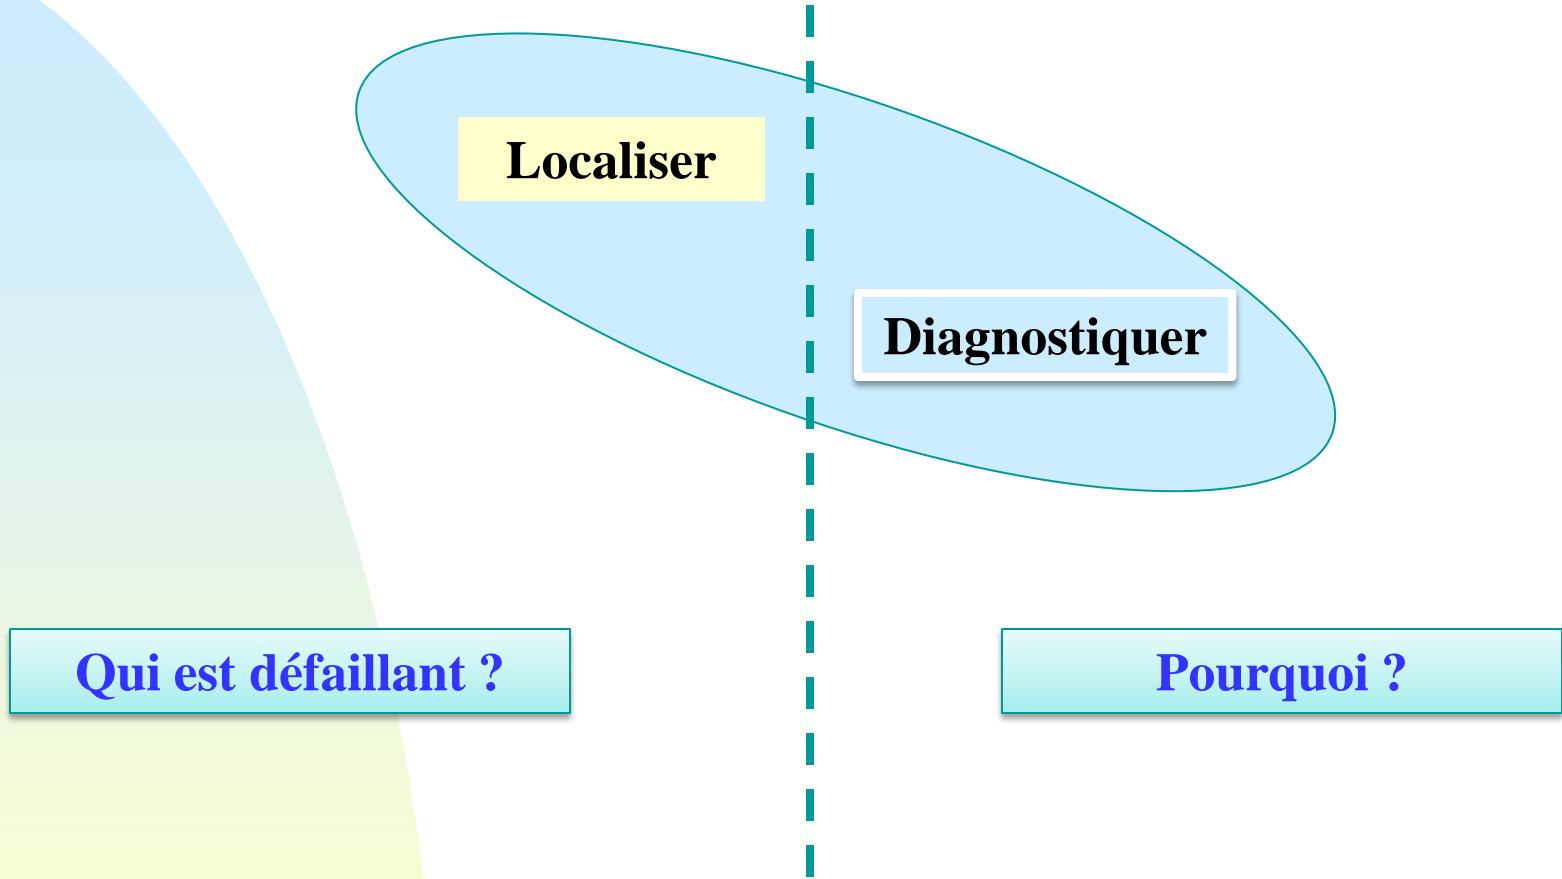 Localiser
Diagnostiquer
Qui est défaillant ?
Pourquoi ?